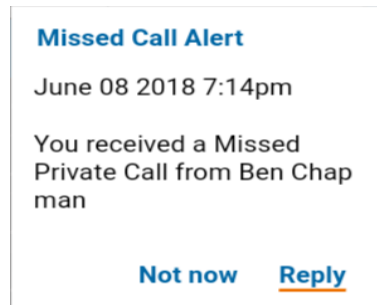 Missed Call Alert
June 08 2018 7:14pm
You received a Missed
Private Call from Ben Chap
man
Not now Reply